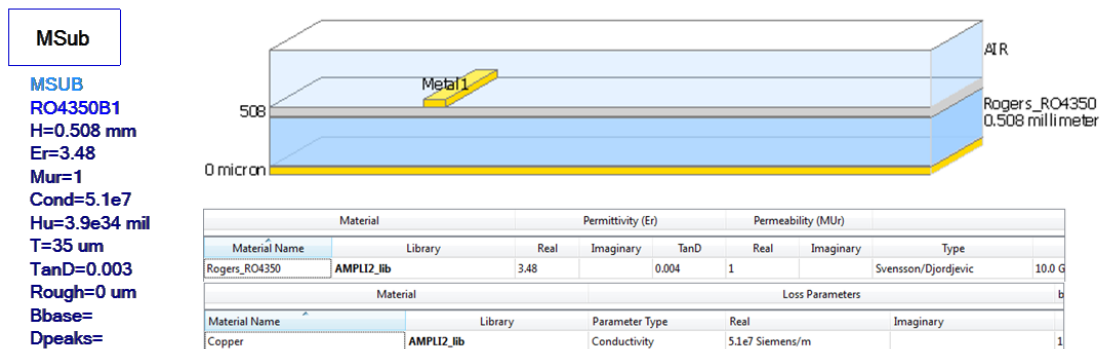 MSub
MSUB
RO4350B1
H=0.508 mm
Er=3.48
Mur=1
Cond=5.1e7
Hu=3.9e34 mil
T=35 um
TanD=0.003
Rough=0 um
Bbase=
Dpeaks=
AIR
Metal1
508
Rogers_RO4350
0.508 millimeter
0 micron
Material Permittivity (Er) Permeability (MUr)
Material Name Library Real Imaginary TanD Real Imaginary Type
Rogers_RO4350 AMPLI2_lib 3.48 0.004 1 Svensson/Djordjevic 10.0 G
Material Loss Parameters b
Material Name Library Parameter Type Real Imaginary
Copper AMPLI2_lib Conductivity 5.1e7 Siemens/m 1